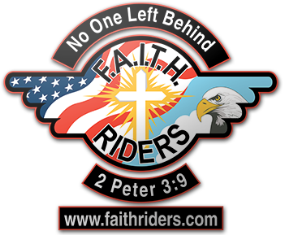 No One Left Behind
F.A.I.T.H.
RIDERS
2 Peter 3:9
www.faithriders.com